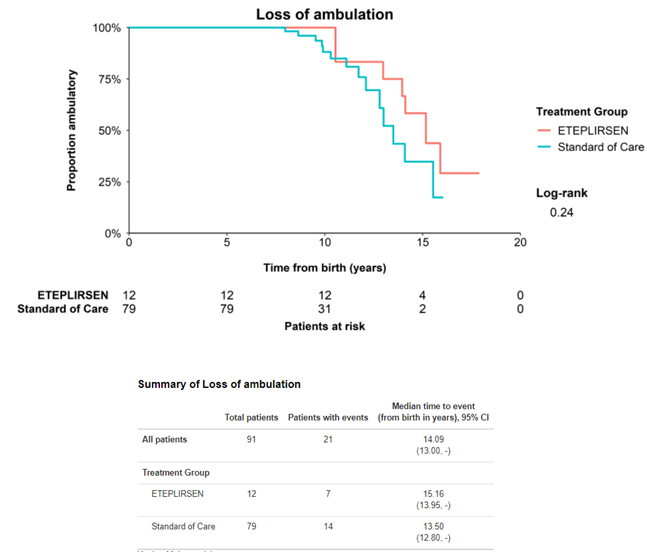 Loss of ambulation
100%
75%
50%
25%
0%
Proportion ambulatory
0 5 10 15 20
Time from birth (years)
Treatment Group
ETEPLIRSEN
Standard of Care
Log-rank
0.24
ETEPLIRSEN 12 12 12 4 0
Standard of Care 79 79 31 2 0
Patients at risk
Summary of Loss of ambulation
Total patients Patients with events Median time to event
(from birth in years), 95% CI
All patients 91 21 14.09
(13.00, -)
Treatment Group
ETEPLIRSEN 12 7 15.16
(13.95, -)
Standard of Care 79 14 13.50
(12.80, -)